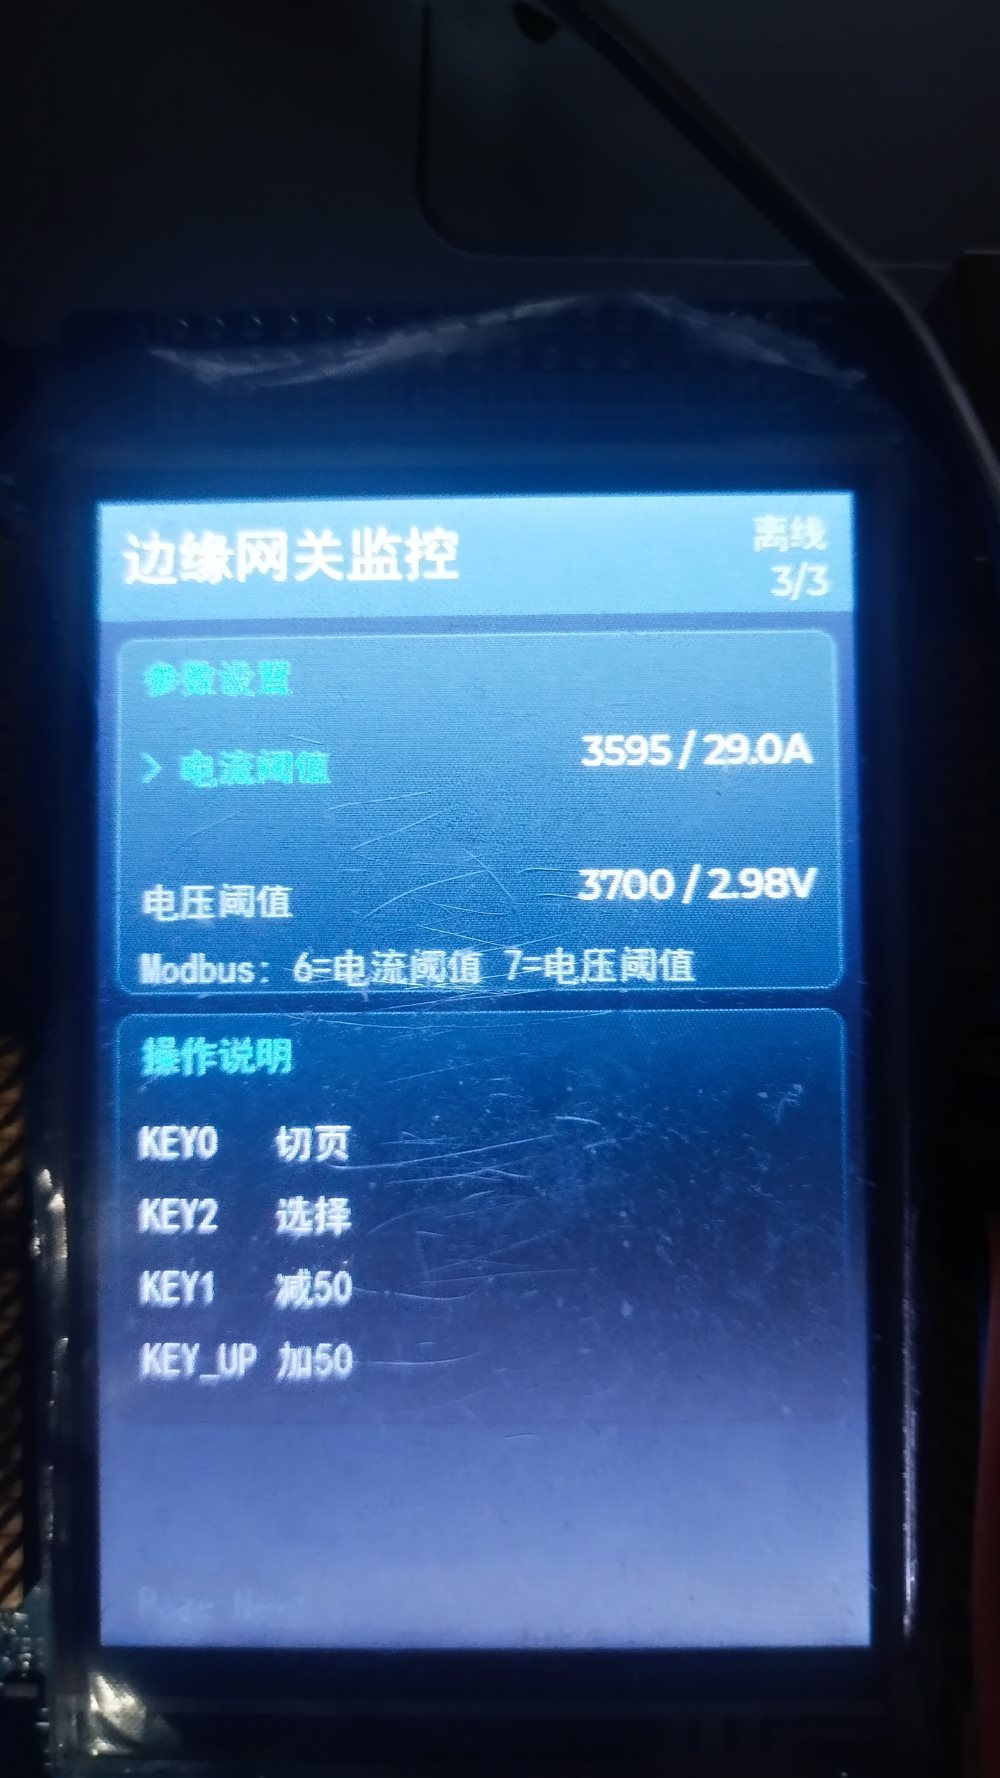 边缘网关监控
离线
3/3
参数设置
> 电流阈值 3595 / 29.0A
电压阈值 3700 / 2.98V
Modbus: 6=电流阈值 7=电压阈值
操作说明
KEY0 切页
KEY2 选择
KEY1 减50
KEY_UP 加50